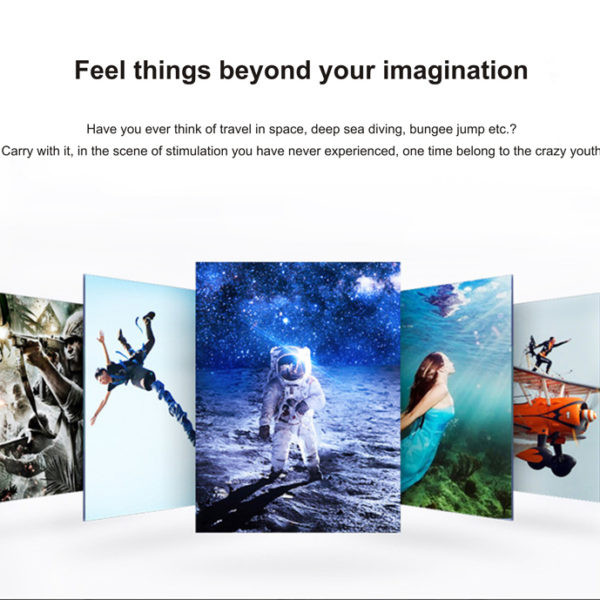 Feel things beyond your imagination
Have you ever think of travel in space, deep sea diving, bungee jump etc.?
Carry with it, in the scene of stimulation you have never experienced, one time belong to the crazy youth